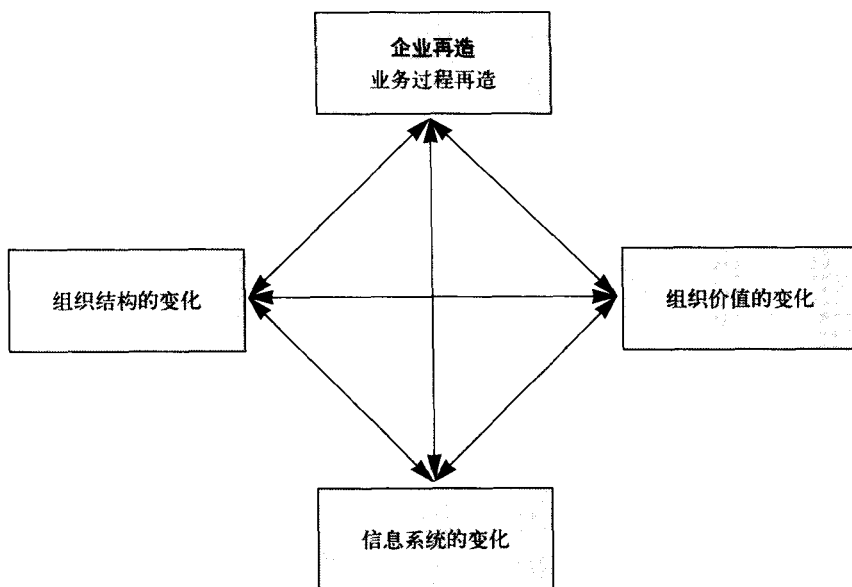 企业再造
业务过程再造
组织结构的变化
组织价值的变化
信息系统的变化